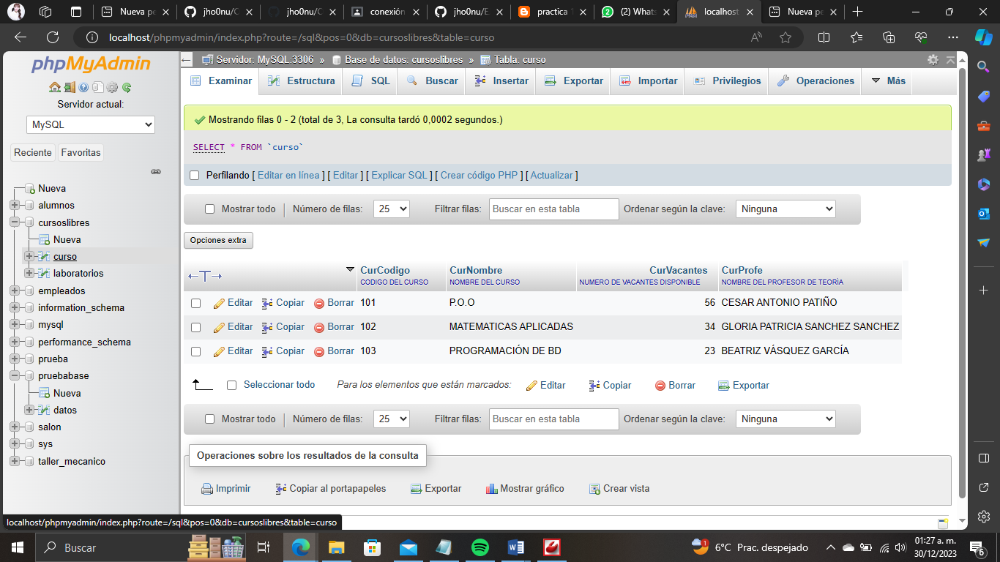 Nueva pe
jho0nu/C
jho0nu/C
conexión
jho0nu/E
practica 1
(2) Whats
localhost
Nueva pe
localhost/phpmyadmin/index.php?route=/sql&pos=0&db=cursoslibres&table=curso
phpMyAdmin
Servidor actual:
MySQL
Reciente Favoritas
Nueva
alumnos
cursoslibres
Nueva
curso
laboratorios
empleados
information_schema
mysql
performance_schema
prueba
pruebabase
Nueva
datos
salon
sys
taller_mecanico
Servidor: MySQL:3306 » Base de datos: cursoslibres » Tabla: curso
Examinar Estructura SQL Buscar Insertar Exportar Importar Privilegios Operaciones Más
Mostrando filas 0 - 2 (total de 3, La consulta tardó 0,0002 segundos.)
SELECT * FROM `curso`
Perfilando [ Editar en línea ] [ Editar ] [ Explicar SQL ] [ Crear código PHP ] [ Actualizar ]
Mostrar todo Número de filas: 25 Filtrar filas: Buscar en esta tabla Ordenar según la clave: Ninguna
Opciones extra
←T→ CurCodigo CurNombre CurVacantes CurProfe
CODIGO DEL CURSO NOMBRE DEL CURSO NUMERO DE VACANTES DISPONIBLE NOMBRE DEL PROFESOR DE TEORÍA
Editar Copiar Borrar 101 P.O.O 56 CESAR ANTONIO PATIÑO
Editar Copiar Borrar 102 MATEMATICAS APLICADAS 34 GLORIA PATRICIA SANCHEZ SANCHEZ
Editar Copiar Borrar 103 PROGRAMACIÓN DE BD 23 BEATRIZ VÁSQUEZ GARCÍA
Seleccionar todo Para los elementos que están marcados: Editar Copiar Borrar Exportar
Mostrar todo Número de filas: 25 Filtrar filas: Buscar en esta tabla Ordenar según la clave: Ninguna
Operaciones sobre los resultados de la consulta
Imprimir Copiar al portapapeles Exportar Mostrar gráfico Crear vista
localhost/phpmyadmin/index.php?route=/sql&pos=0&db=cursoslibres&table=curso
Buscar
1
6°C Prac. despejado
01:27 a. m.
30/12/2023
6